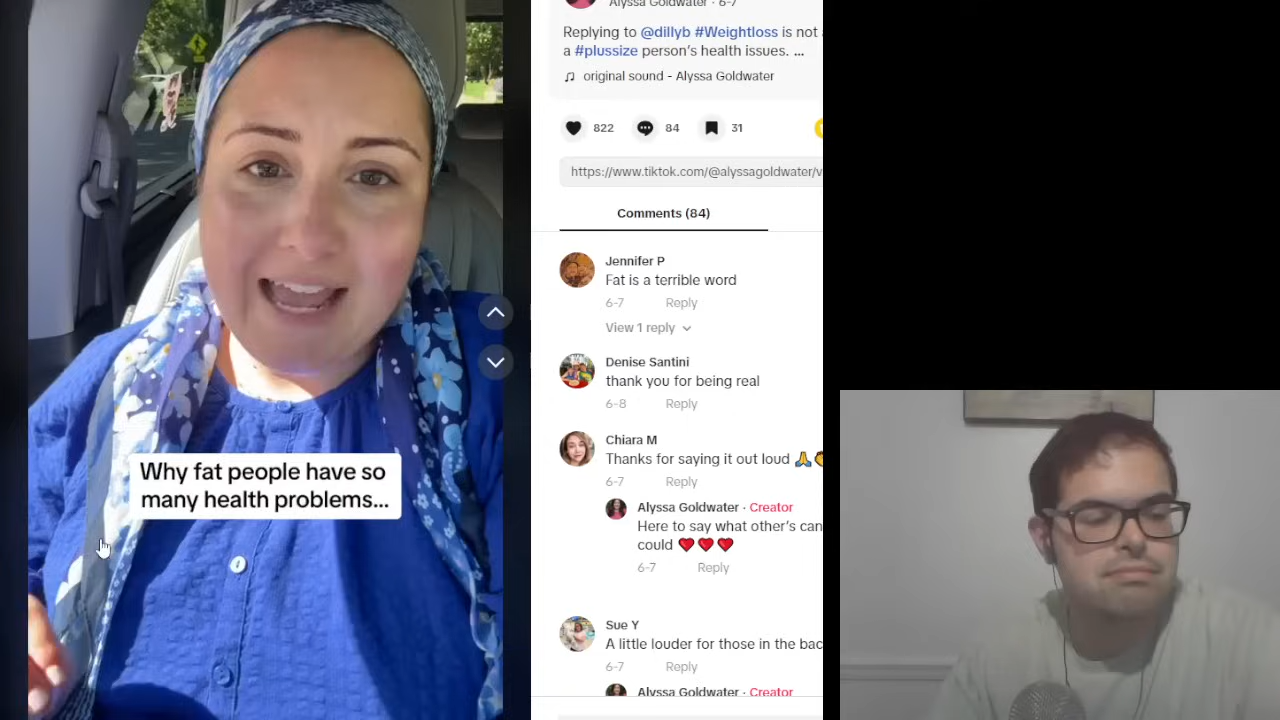 Why fat people have so
many health problems...
Alyssa Goldwater · 6-7
Replying to @dillyb #Weightloss is not
a #plussize person's health issues. ...
♫ original sound - Alyssa Goldwater
822
84
31
https://www.tiktok.com/@alyssagoldwater/v
Comments (84)
Jennifer P
Fat is a terrible word
6-7 Reply
View 1 reply
Denise Santini
thank you for being real
6-8 Reply
Chiara M
Thanks for saying it out loud 🙏
6-7 Reply
Alyssa Goldwater · Creator
Here to say what other's can
could ❤️❤️❤️
6-7 Reply
Sue Y
A little louder for those in the bac
6-7 Reply
Alyssa Goldwater · Creator